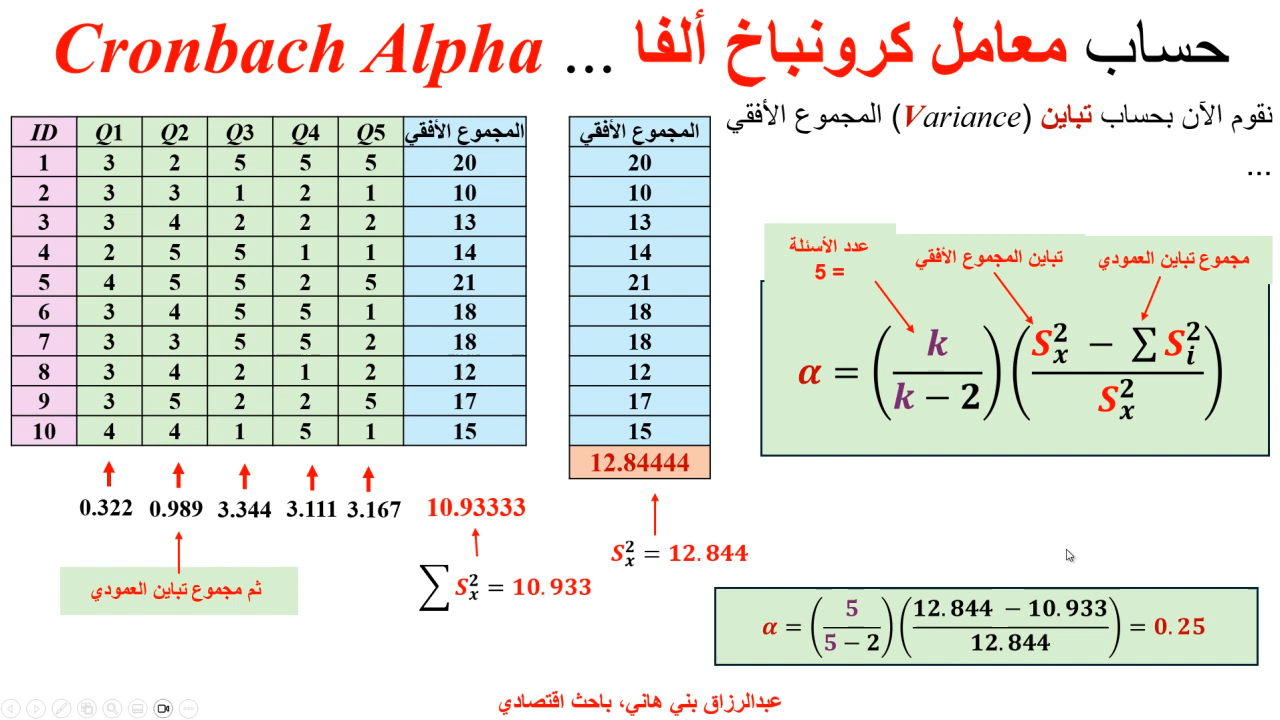 حساب معامل كرونباخ ألفا ... Cronbach Alpha
نقوم الآن بحساب تباين (Variance) المجموع الأفقي
...
ID Q1 Q2 Q3 Q4 Q5 المجموع الأفقي
1 3 2 5 5 5 20
2 3 3 1 2 1 10
3 3 4 2 2 2 13
4 2 5 5 1 1 14
5 4 5 5 2 5 21
6 3 4 5 5 1 18
7 3 3 5 5 2 18
8 3 4 2 1 2 12
9 3 5 2 2 5 17
10 4 4 1 5 1 15
0.322 0.989 3.344 3.111 3.167 10.93333
ثم مجموع تباين العمودي
∑ S²ₓ = 10.933
المجموع الأفقي
20
10
13
14
21
18
18
12
17
15
12.84444
S²ₓ = 12.844
عدد الأسئلة
= 5
تباين المجموع الأفقي
مجموع تباين العمودي
α = (k / (k − 2)) ((S²ₓ − ∑ S²ᵢ) / S²ₓ)
α = (5 / (5 − 2)) ((12.844 − 10.933) / 12.844) = 0.25
عبدالرزاق بني هاني، باحث اقتصادي